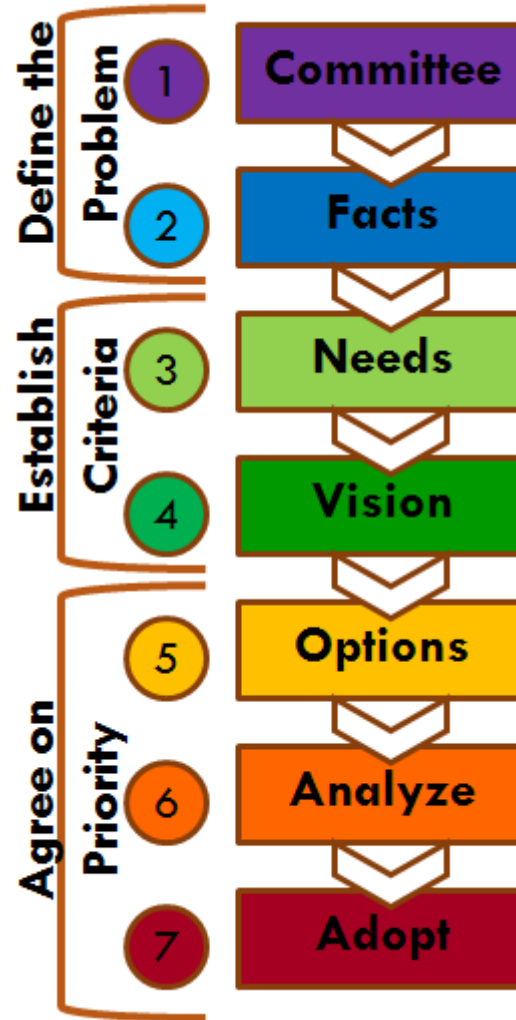 Define the
Problem
1
Committee
2
Facts
Establish
Criteria
3
Needs
4
Vision
Agree on
Priority
5
Options
6
Analyze
7
Adopt